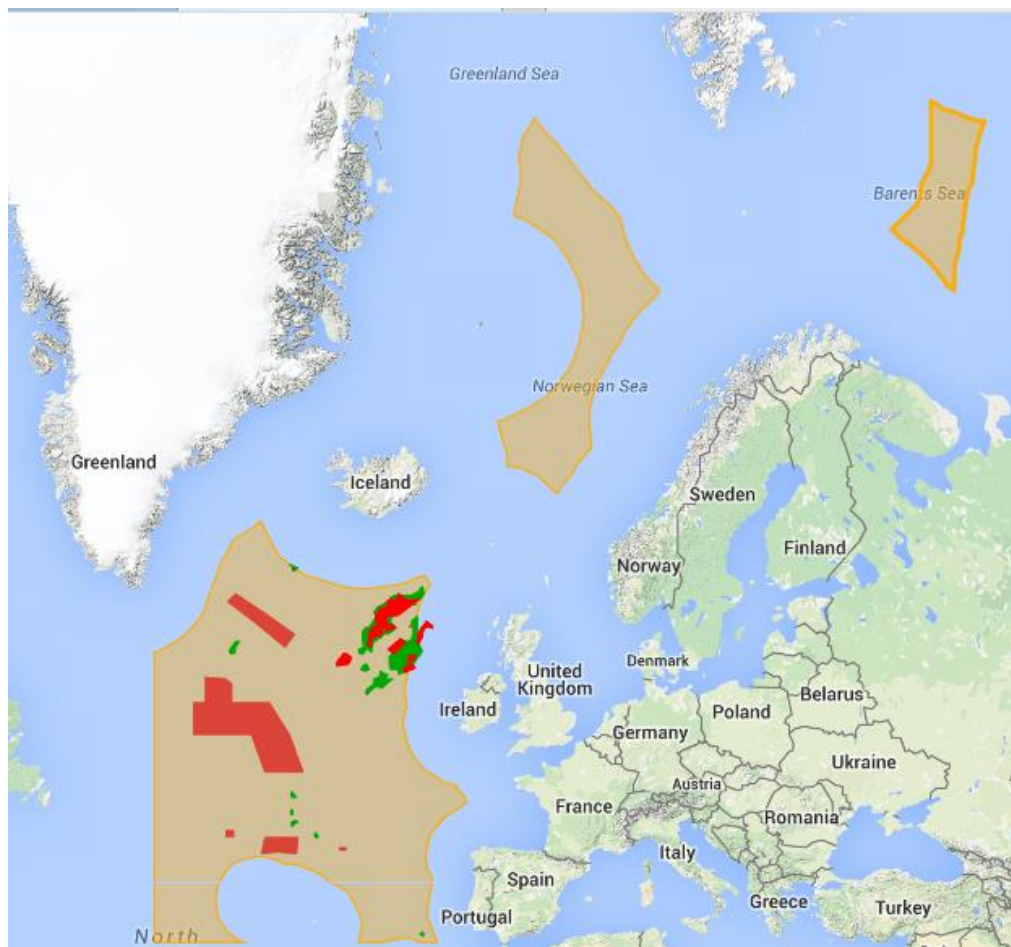 Greenland Sea
Barents Sea
Norwegian Sea
Greenland
Iceland
Sweden
Finland
Norway
Denmark
United
Kingdom
Ireland
Belarus
Poland
Germany
Ukraine
Austria
France
Romania
Italy
Spain
Greece
Turkey
Portugal
North